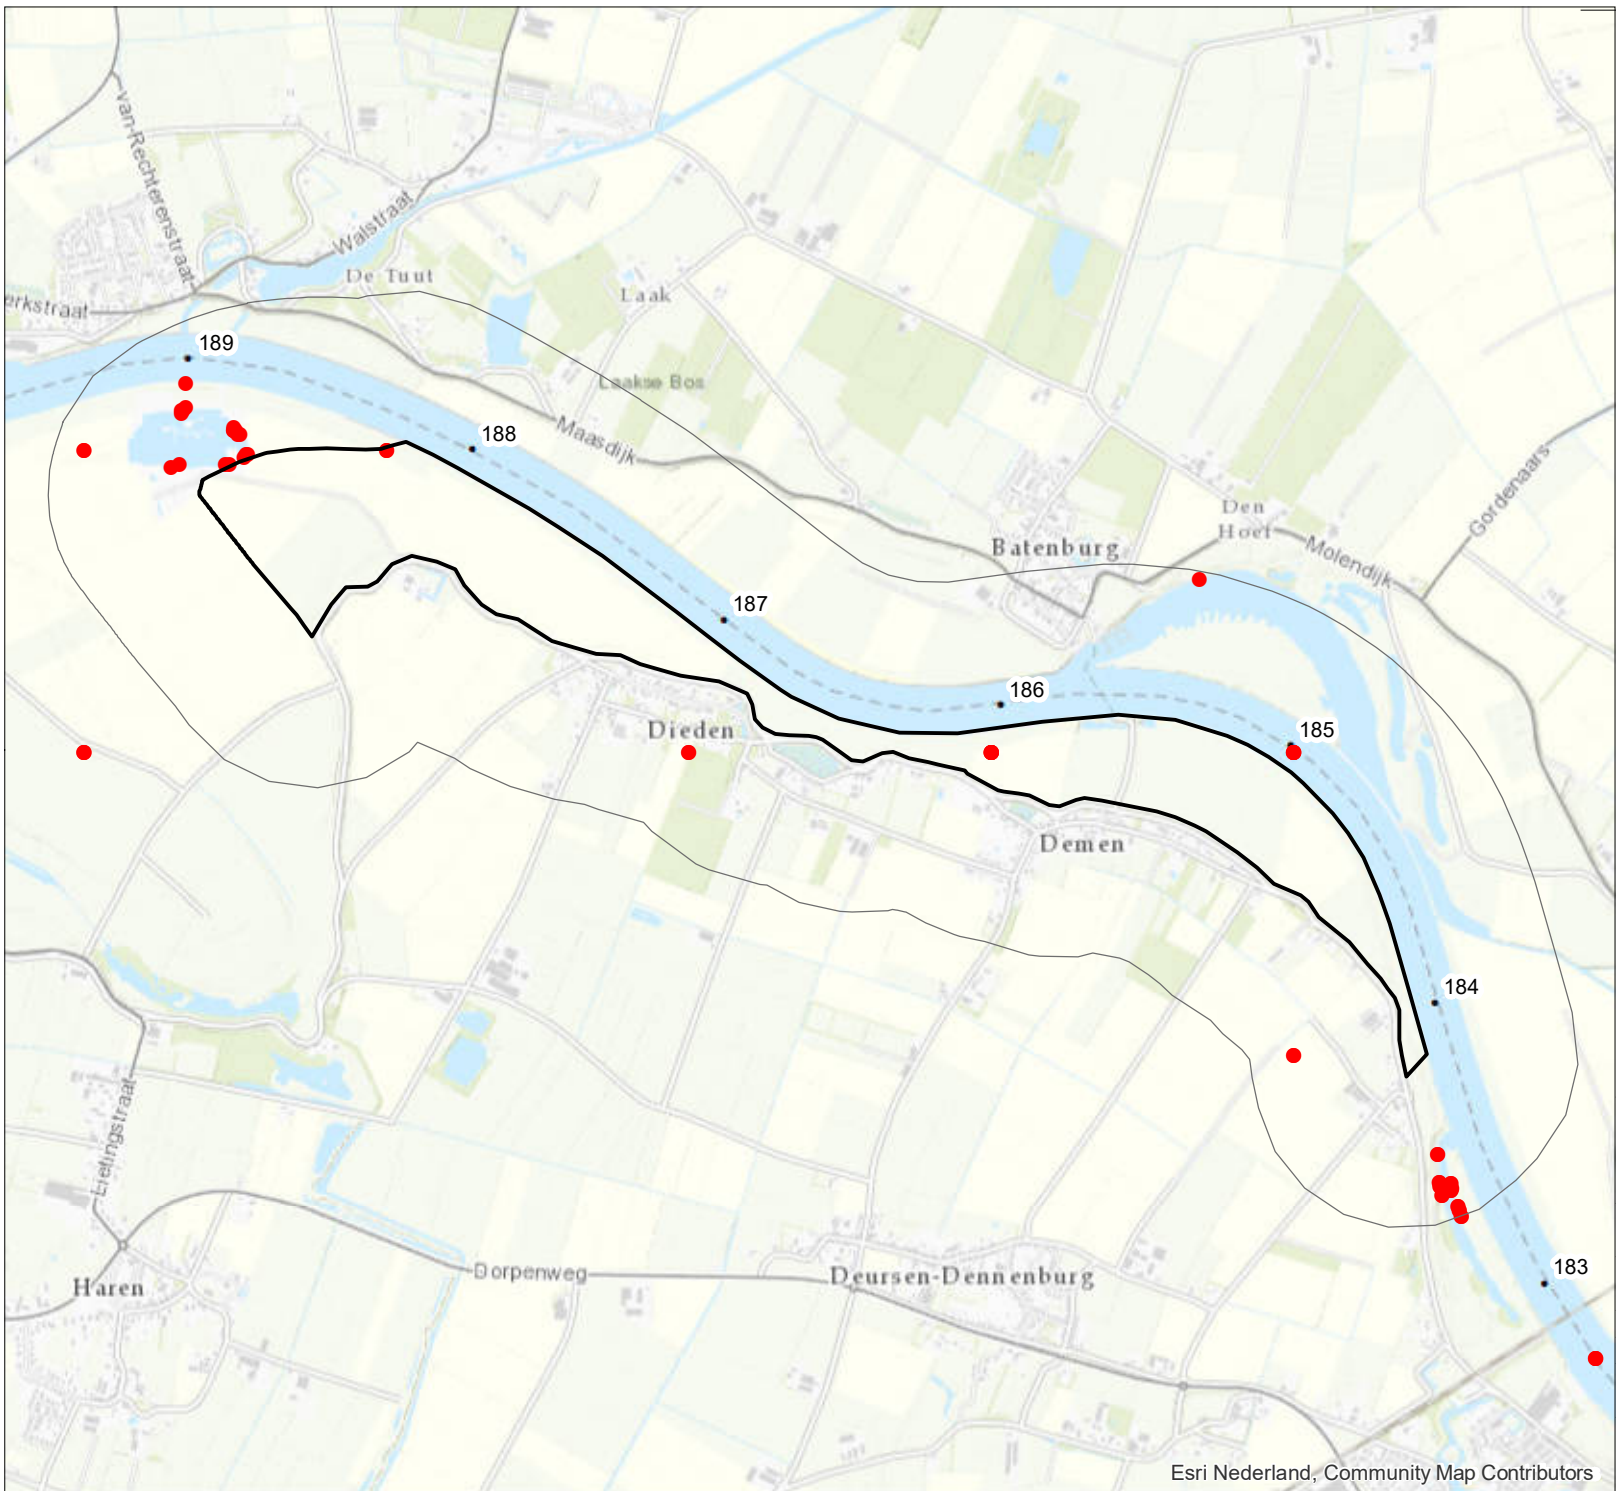 van-Rechterenstraat
Walstraat
De Tuut
Laak
erkstraat
189
Laakse Bos
188
Maasdijk
Gordenaars
Den
Hoef
Batenburg
Molendijk
187
186
185
Dieden
Demen
184
Lietingstraat
183
Dorpenweg
Deursen-Dennenburg
Haren
Esri Nederland, Community Map Contributors